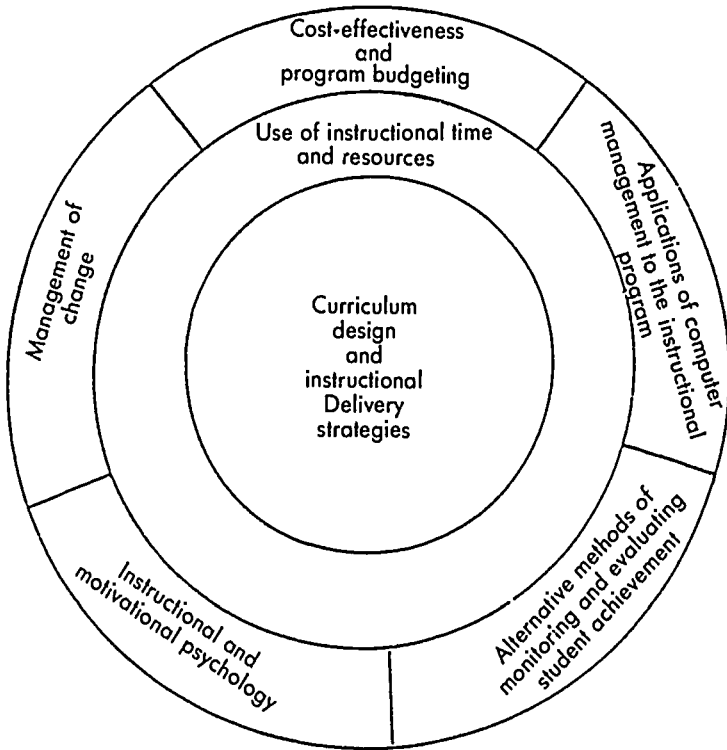 Cost-effectiveness
and
program budgeting
Use of instructional time
and resources
Curriculum
design
and
instructional
Delivery
strategies
Applications of computer
management to the instructional
program
Alternative methods of
monitoring and evaluating
student achievement
Instructional and
motivational psychology
Management of
change